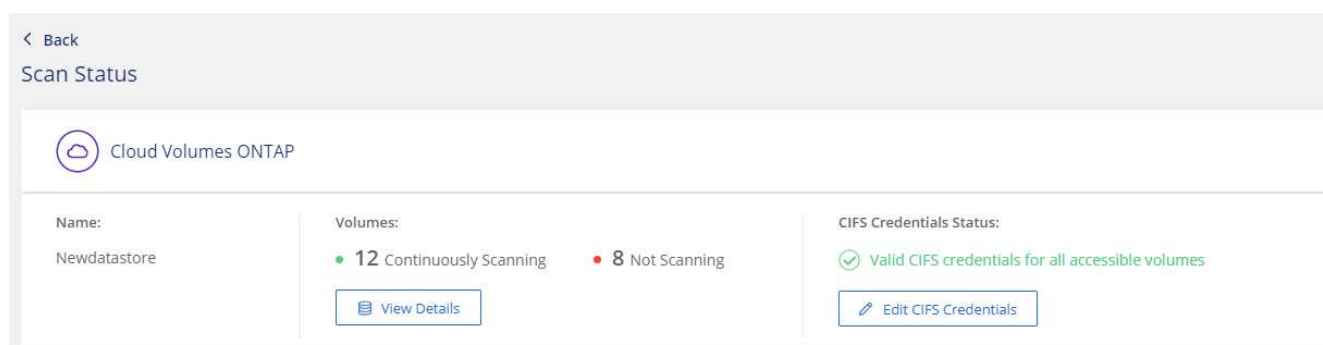 Back
Scan Status
Cloud Volumes ONTAP
Name:
Newdatastore
Volumes:
12 Continuously Scanning
8 Not Scanning
View Details
CIFS Credentials Status:
Valid CIFS credentials for all accessible volumes
Edit CIFS Credentials